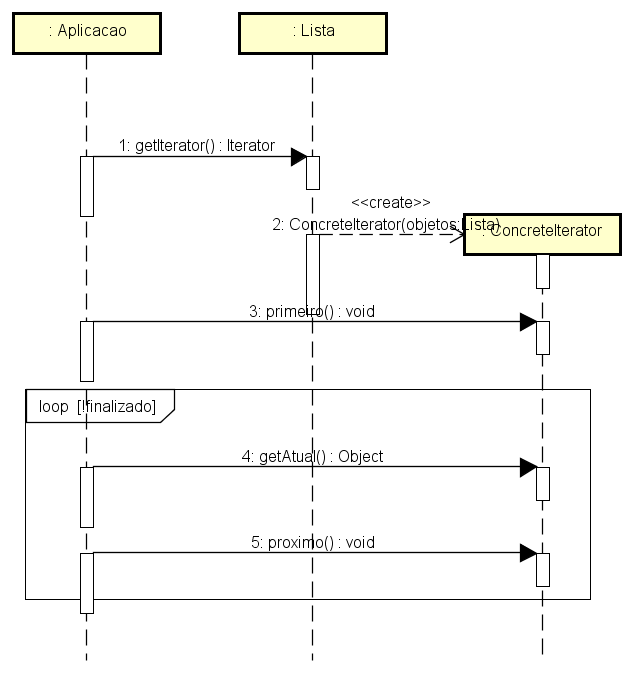 : Aplicacao
: Lista
1: getIterator() : Iterator
<<create>>
2: ConcreteIterator(objetos:Lista)
: ConcreteIterator
3: primeiro() : void
loop [!finalizado]
4: getAtual() : Object
5: proximo() : void